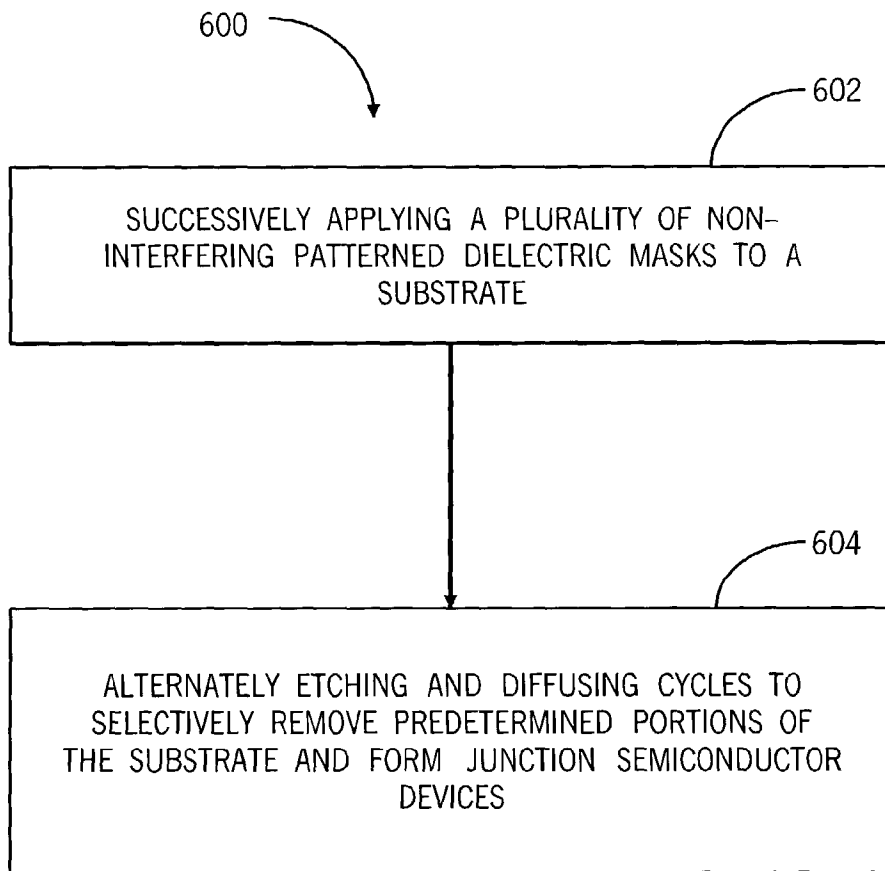 600
602
SUCCESSIVELY APPLYING A PLURALITY OF NON-
INTERFERING PATTERNED DIELECTRIC MASKS TO A
SUBSTRATE
604
ALTERNATELY ETCHING AND DIFFUSING CYCLES TO
SELECTIVELY REMOVE PREDETERMINED PORTIONS OF
THE SUBSTRATE AND FORM JUNCTION SEMICONDUCTOR
DEVICES